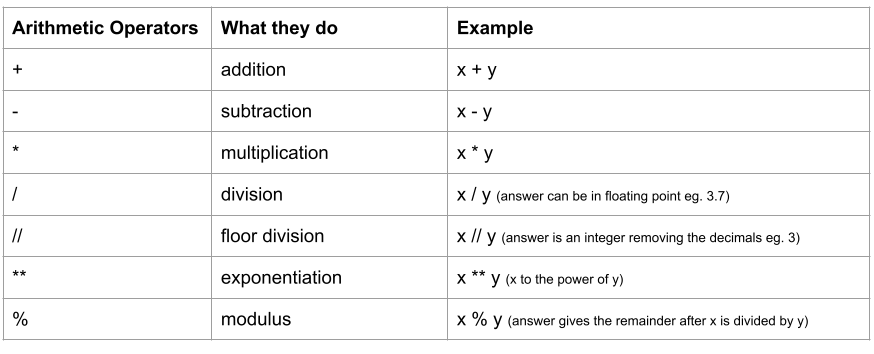 Arithmetic Operators What they do Example
+ addition x + y
- subtraction x - y
* multiplication x * y
/ division x / y (answer can be in floating point eg. 3.7)
// floor division x // y (answer is an integer removing the decimals eg. 3)
** exponentiation x ** y (x to the power of y)
% modulus x % y (answer gives the remainder after x is divided by y)